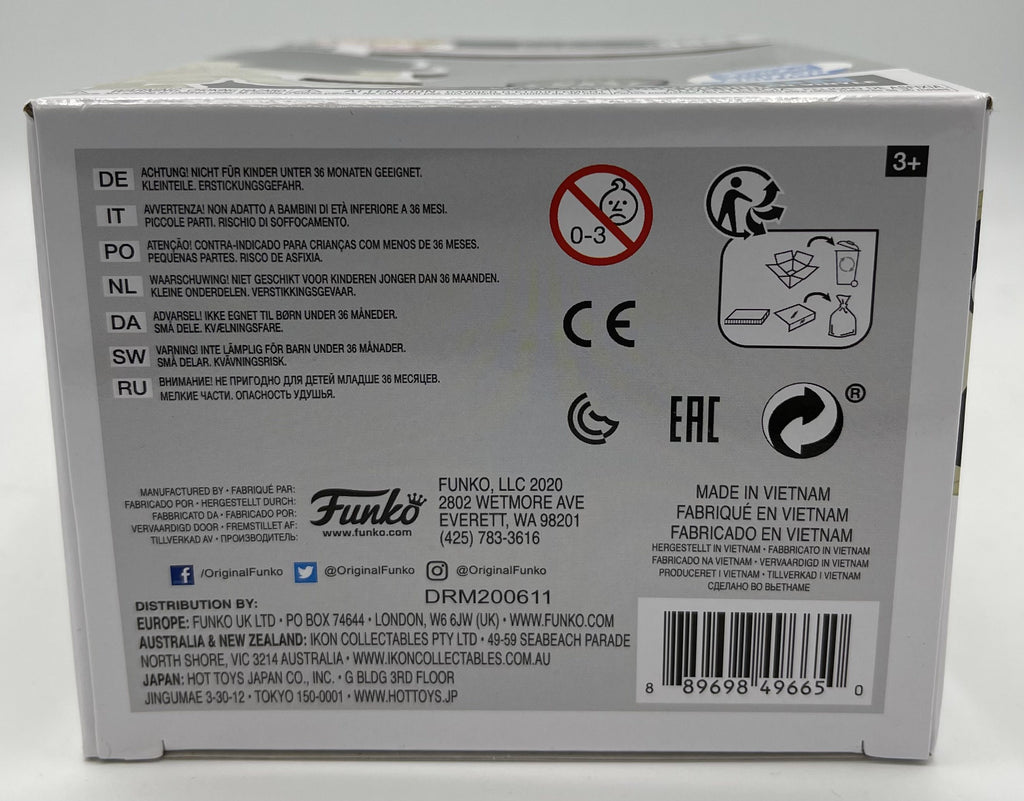 3+
DE ACHTUNG! NICHT FÜR KINDER UNTER 36 MONATEN GEEIGNET.
KLEINTEILE. ERSTICKUNGSGEFAHR.
IT AVVERTENZA! NON ADATTO A BAMBINI DI ETÀ INFERIORE A 36 MESI.
PICCOLE PARTI. RISCHIO DI SOFFOCAMENTO.
PO ATENÇÃO! CONTRA-INDICADO PARA CRIANÇAS COM MENOS DE 36 MESES.
PEQUENAS PARTES. RISCO DE ASFIXIA.
NL WAARSCHUWING! NIET GESCHIKT VOOR KINDEREN JONGER DAN 36 MAANDEN.
KLEINE ONDERDELEN. VERSTIKKINGSGEVAAR.
DA ADVARSEL! IKKE EGNET TIL BØRN UNDER 36 MÅNEDER.
SMÅ DELE. KVÆLNINGSFARE.
SW VARNING! INTE LÄMPLIG FÖR BARN UNDER 36 MÅNADER.
SMÅ DELAR. KVÄVNINGSRISK.
RU ВНИМАНИЕ! НЕ ПРИГОДНО ДЛЯ ДЕТЕЙ МЛАДШЕ 36 МЕСЯЦЕВ.
МЕЛКИЕ ЧАСТИ. ОПАСНОСТЬ УДУШЬЯ.
0-3
CE
EAC
®
MANUFACTURED BY • FABRIQUÉ PAR:
FABRICADO POR • HERGESTELLT DURCH:
FABBRICATO DA • FABRICADO POR:
VERVAARDIGD DOOR • FREMSTILLET AF:
TILLVERKAD AV • ПРОИЗВОДИТЕЛЬ:
Funko
www.funko.com
FUNKO, LLC 2020
2802 WETMORE AVE
EVERETT, WA 98201
(425) 783-3616
f /OriginalFunko @OriginalFunko @OriginalFunko
DRM200611
DISTRIBUTION BY:
EUROPE: FUNKO UK LTD • PO BOX 74644 • LONDON, W6 6JW (UK) • WWW.FUNKO.COM
AUSTRALIA & NEW ZEALAND: IKON COLLECTABLES PTY LTD • 49-59 SEABEACH PARADE
NORTH SHORE, VIC 3214 AUSTRALIA • WWW.IKONCOLLECTABLES.COM.AU
JAPAN: HOT TOYS JAPAN CO., INC. • G BLDG 3RD FLOOR
JINGUMAE 3-30-12 • TOKYO 150-0001 • WWW.HOTTOYS.JP
MADE IN VIETNAM
FABRIQUÉ EN VIETNAM
FABRICADO EN VIETNAM
HERGESTELLT IN VIETNAM • FABBRICATO IN VIETNAM
FABRICADO NA VIETNAM • VERVAARDIGD IN VIETNAM
PRODUCERET I VIETNAM • TILLVERKAD I VIETNAM
СДЕЛАНО ВО ВЬЕТНАМЕ
8 89698 49665 0